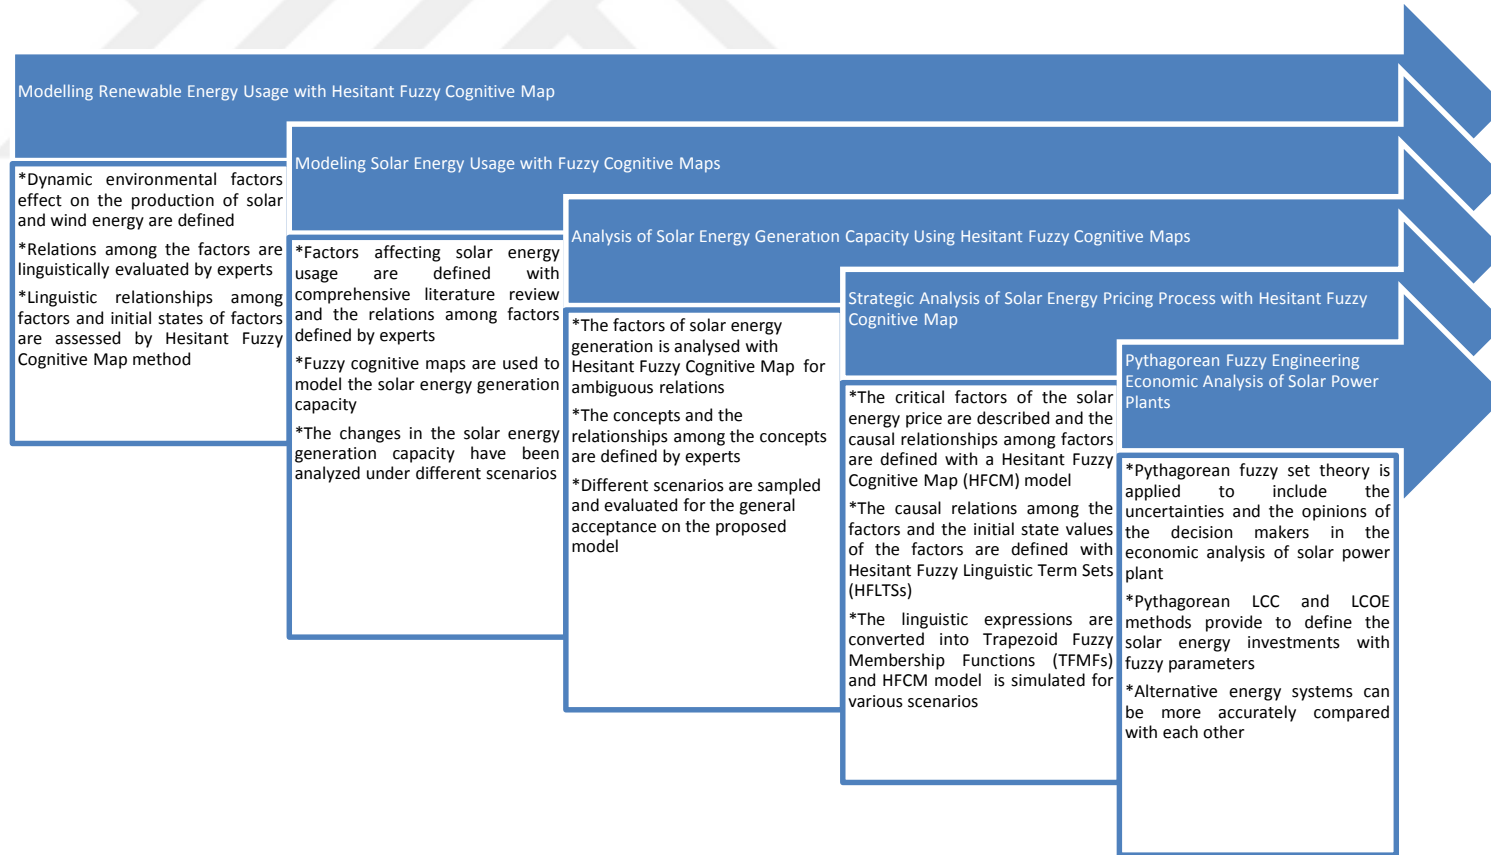 Modelling Renewable Energy Usage with Hesitant Fuzzy Cognitive Map
*Dynamic environmental factors
effect on the production of solar
and wind energy are defined
*Relations among the factors are
linguistically evaluated by experts
*Linguistic relationships among
factors and initial states of factors
are assessed by Hesitant Fuzzy
Cognitive Map method
Modeling Solar Energy Usage with Fuzzy Cognitive Maps
*Factors affecting solar energy
usage are defined with
comprehensive literature review
and the relations among factors
defined by experts
*Fuzzy cognitive maps are used to
model the solar energy generation
capacity
*The changes in the solar energy
generation capacity have been
analyzed under different scenarios
Analysis of Solar Energy Generatıon Capacity Using Hesitant Fuzzy Cognitive Maps
*The factors of solar energy
generation is analysed with
Hesitant Fuzzy Cognitive Map for
ambiguous relations
*The concepts and the
relationships among the concepts
are defined by experts
*Different scenarios are sampled
and evaluated for the general
acceptance on the proposed
model
Strategic Analysis of Solar Energy Pricing Process with Hesitant Fuzzy
Cognitive Map
*The critical factors of the solar
energy price are described and the
causal relationships among factors
are defined with a Hesitant Fuzzy
Cognitive Map (HFCM) model
*The causal relations among the
factors and the initial state values
of the factors are defined with
Hesitant Fuzzy Linguistic Term Sets
(HFLTSs)
*The linguistic expressions are
converted into Trapezoid Fuzzy
Membership Functions (TFMFs)
and HFCM model is simulated for
various scenarios
Pythagorean Fuzzy Engineering
Economic Analysis of Solar Power
Plants
*Pythagorean fuzzy set theory is
applied to include the
uncertainties and the opinions of
the decision makers in the
economic analysis of solar power
plant
*Pythagorean LCC and LCOE
methods provide to define the
solar energy investments with
fuzzy parameters
*Alternative energy systems can
be more accurately compared
with each other